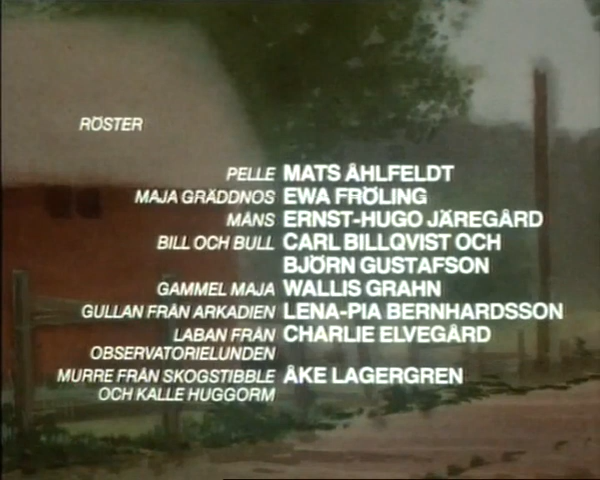 RÖSTER
PELLE MATS ÅHLFELDT
MAJA GRÄDDNOS EWA FRÖLING
MÅNS ERNST-HUGO JÄREGÅRD
BILL OCH BULL CARL BILLQVIST OCH
BJÖRN GUSTAFSON
GAMMEL MAJA WALLIS GRAHN
GULLAN FRÅN ARKADIEN LENA-PIA BERNHARDSSON
LABAN FRÅN CHARLIE ELVEGÅRD
OBSERVATORIELUNDEN
MURRE FRÅN SKOGSTIBBLE ÅKE LAGERGREN
OCH KALLE HUGGORM